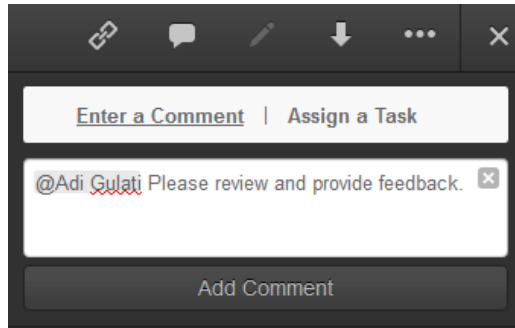 Enter a Comment | Assign a Task
@Adi Gulati Please review and provide feedback.
Add Comment